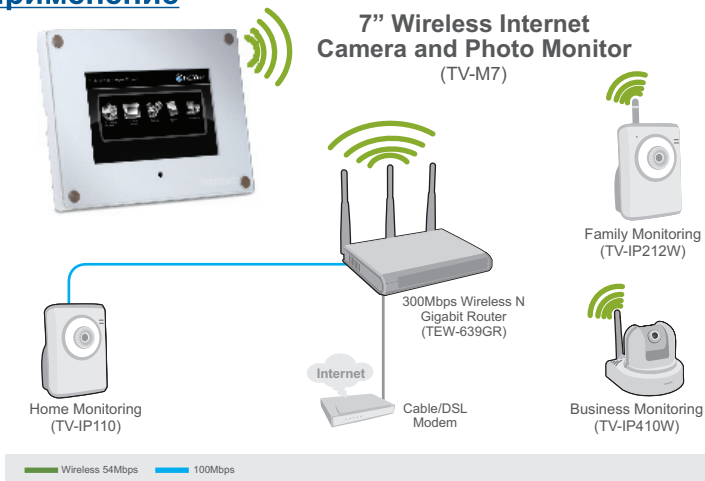 применение
7” Wireless Internet
Camera and Photo Monitor
(TV-M7)
Family Monitoring
(TV-IP212W)
300Mbps Wireless N
Gigabit Router
(TEW-639GR)
Internet
Home Monitoring
(TV-IP110)
Cable/DSL
Modem
Business Monitoring
(TV-IP410W)
Wireless 54Mbps
100Mbps